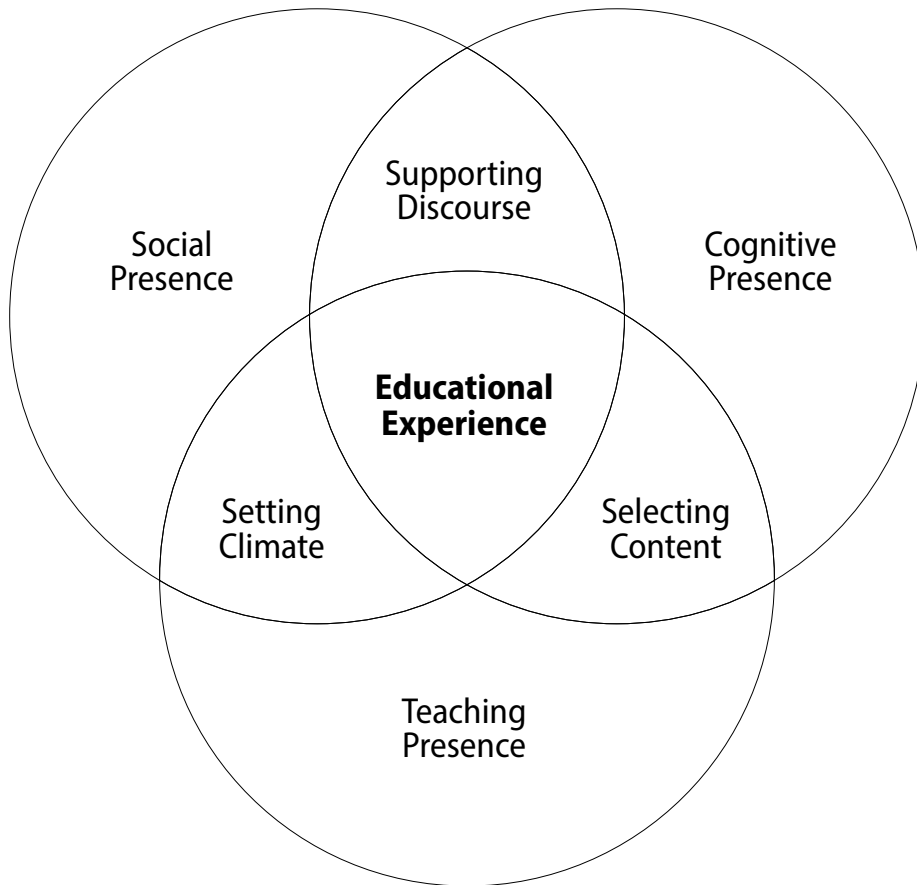 Supporting
Discourse
Social
Presence
Cognitive
Presence
Educational
Experience
Setting
Climate
Selecting
Content
Teaching
Presence